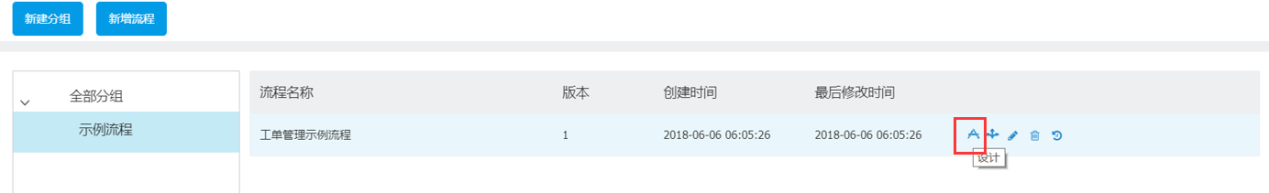 新建分组 新增流程
全部分组
示例流程
流程名称 版本 创建时间 最后修改时间
工单管理示例流程 1 2018-06-06 06:05:26 2018-06-06 06:05:26
设计